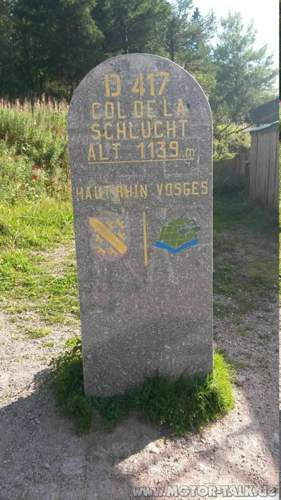 D 417
COL DE LA
SCHLUCHT
ALT 1139 m
HAUT RHIN VOSGES
www.MOTOR-TALK.de